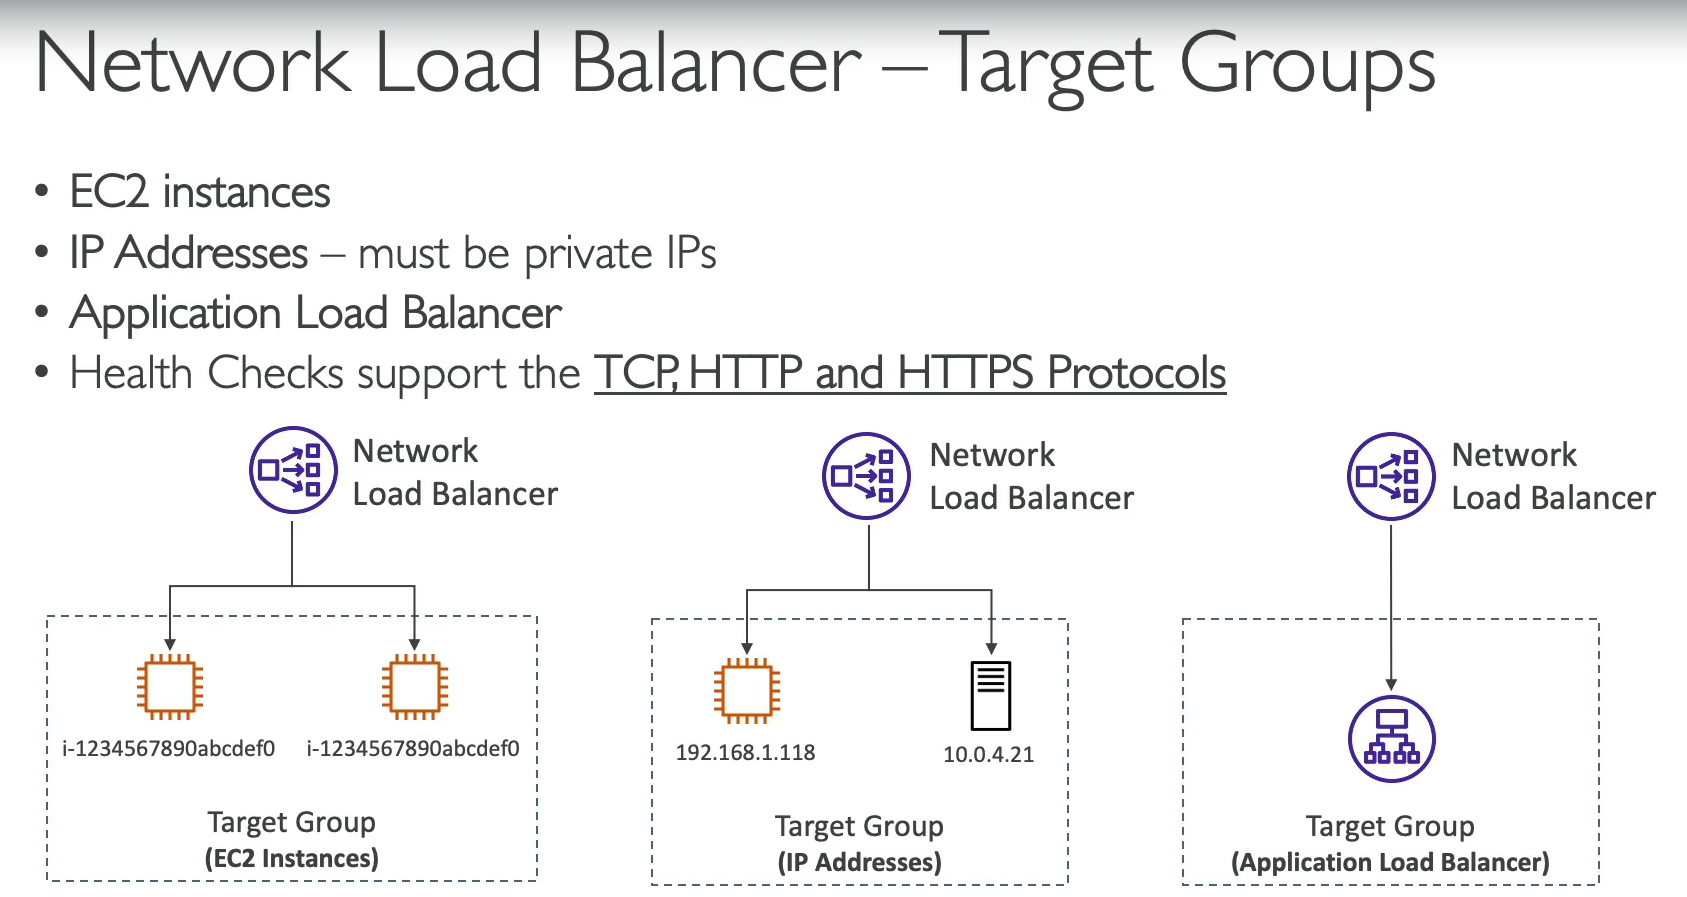 Network Load Balancer – Target Groups
• EC2 instances
• IP Addresses – must be private IPs
• Application Load Balancer
• Health Checks support the TCP, HTTP and HTTPS Protocols
Network
Load Balancer
Network
Load Balancer
Network
Load Balancer
i-1234567890abcdef0
i-1234567890abcdef0
192.168.1.118
10.0.4.21
Target Group
(EC2 Instances)
Target Group
(IP Addresses)
Target Group
(Application Load Balancer)